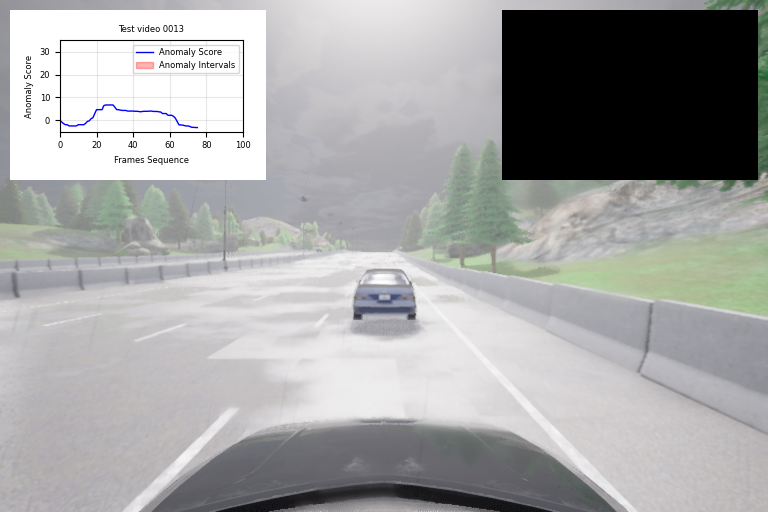 Test video 0013
Anomaly Score
Anomaly Intervals
30
20
10
0
Anomaly Score
0 20 40 60 80 100
Frames Sequence